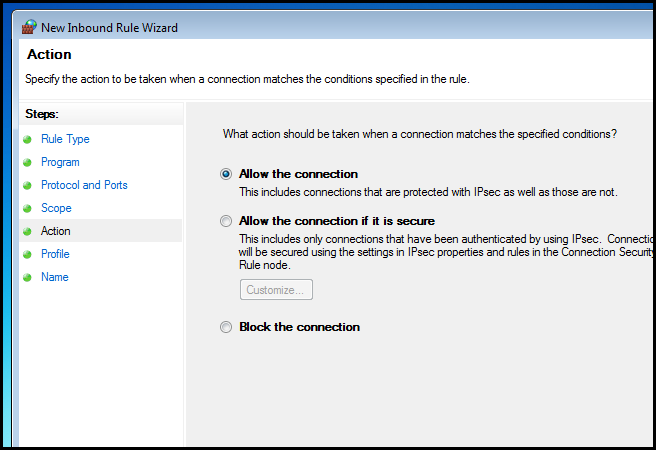 New Inbound Rule Wizard
Action
Specify the action to be taken when a connection matches the conditions specified in the rule.
Steps:
Rule Type
Program
Protocol and Ports
Scope
Action
Profile
Name
What action should be taken when a connection matches the specified conditions?
Allow the connection
This includes connections that are protected with IPsec as well as those are not.
Allow the connection if it is secure
This includes only connections that have been authenticated by using IPsec. Connectio
will be secured using the settings in IPsec properties and rules in the Connection Security
Rule node.
Customize...
Block the connection